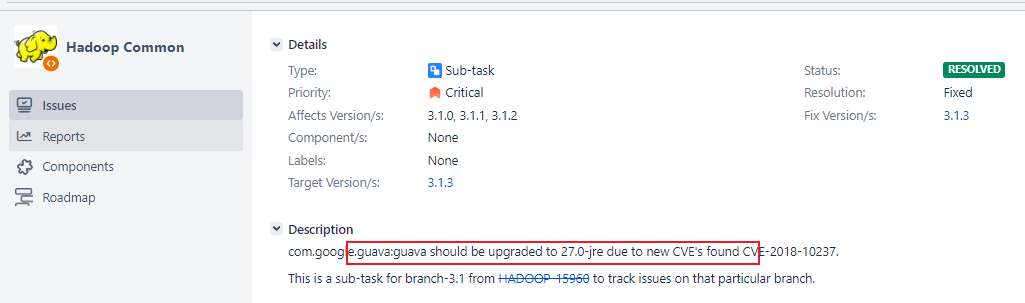 Hadoop Common
Issues
Reports
Components
Roadmap
Details
Type: Sub-task Status: RESOLVED
Priority: Critical Resolution: Fixed
Affects Version/s: 3.1.0, 3.1.1, 3.1.2 Fix Version/s: 3.1.3
Component/s: None
Labels: None
Target Version/s: 3.1.3
Description
com.google.guava:guava should be upgraded to 27.0-jre due to new CVE's found CVE-2018-10237.
This is a sub-task for branch-3.1 from HADOOP-15960 to track issues on that particular branch.